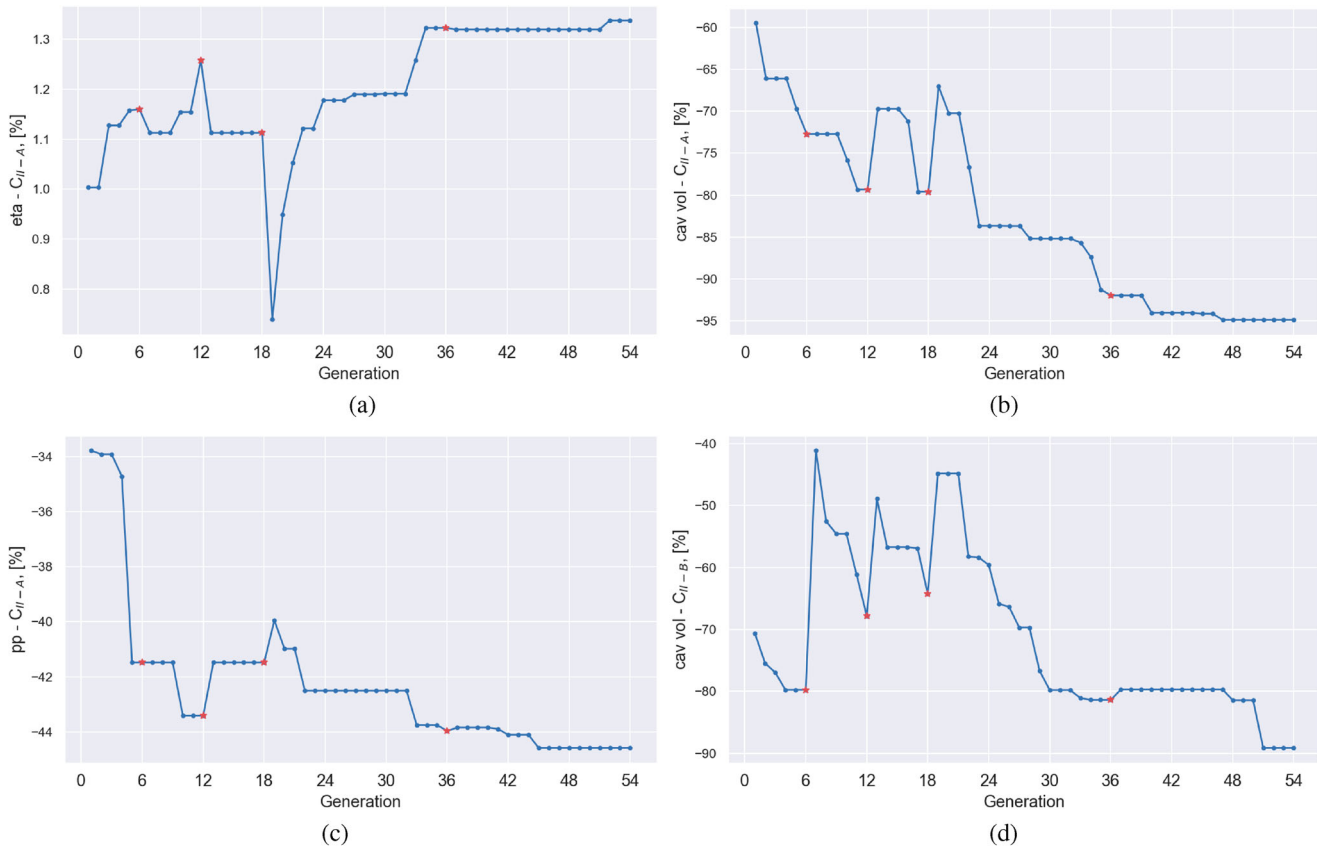 1.3
1.2
1.1
1.0
0.9
0.8
eta - C_{II-A}, [%]
0 6 12 18 24 30 36 42 48 54
Generation
(a)
−60
−65
−70
−75
−80
−85
−90
−95
cav vol - C_{II-A}, [%]
0 6 12 18 24 30 36 42 48 54
Generation
(b)
−34
−36
−38
−40
−42
−44
pp - C_{II-A}, [%]
0 6 12 18 24 30 36 42 48 54
Generation
(c)
−40
−50
−60
−70
−80
−90
cav vol - C_{II-B}, [%]
0 6 12 18 24 30 36 42 48 54
Generation
(d)